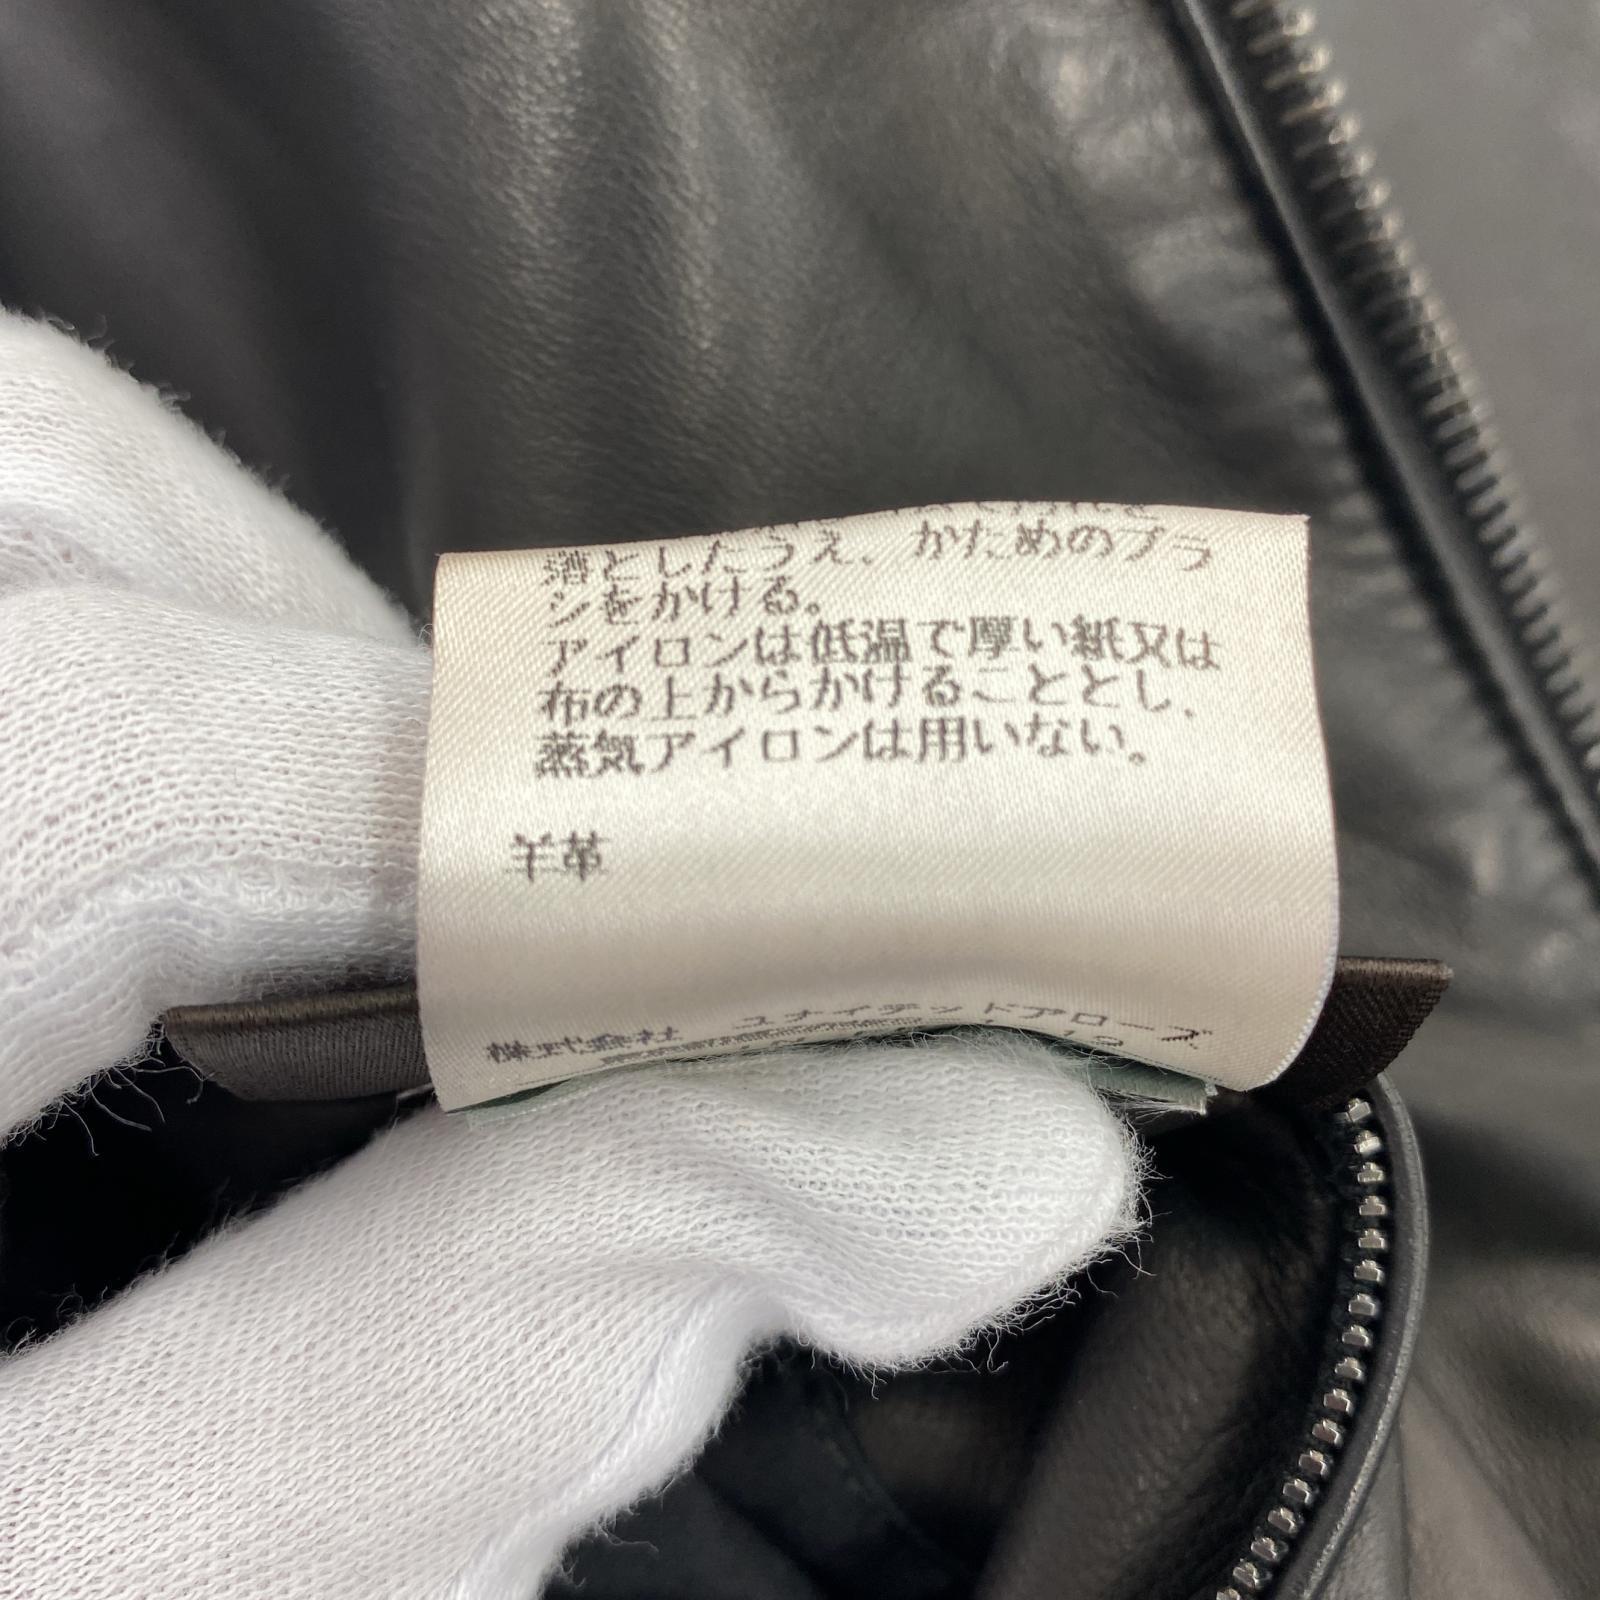 落としたうえ、かためのブラ
シをかける。
アイロンは低温で厚い紙又は
布の上からかけることとし、
蒸気アイロンは用いない。
羊革
株式会社 ユナイテッドアローズ